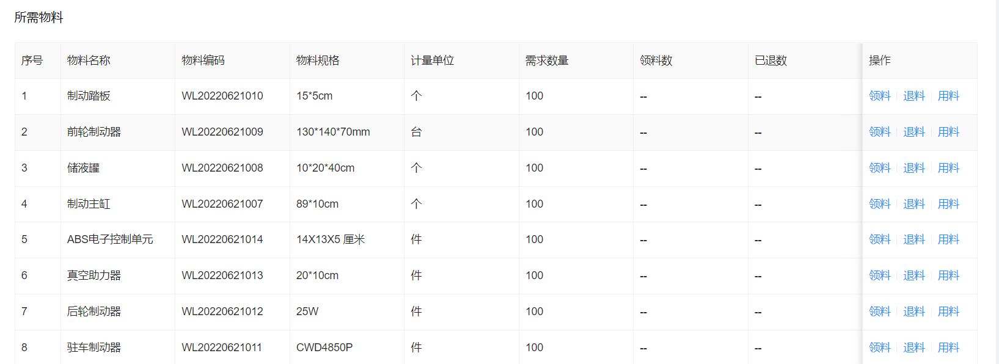 所需物料
序号 物料名称 物料编码 物料规格 计量单位 需求数量 领料数 已退数 操作
1 制动踏板 WL20220621010 15*5cm 个 100 -- -- 领料 退料 用料
2 前轮制动器 WL20220621009 130*140*70mm 台 100 -- -- 领料 退料 用料
3 储液罐 WL20220621008 10*20*40cm 个 100 -- -- 领料 退料 用料
4 制动主缸 WL20220621007 89*10cm 个 100 -- -- 领料 退料 用料
5 ABS电子控制单元 WL20220621014 14X13X5 厘米 件 100 -- -- 领料 退料 用料
6 真空助力器 WL20220621013 20*10cm 件 100 -- -- 领料 退料 用料
7 后轮制动器 WL20220621012 25W 件 100 -- -- 领料 退料 用料
8 驻车制动器 WL20220621011 CWD4850P 件 100 -- -- 领料 退料 用料